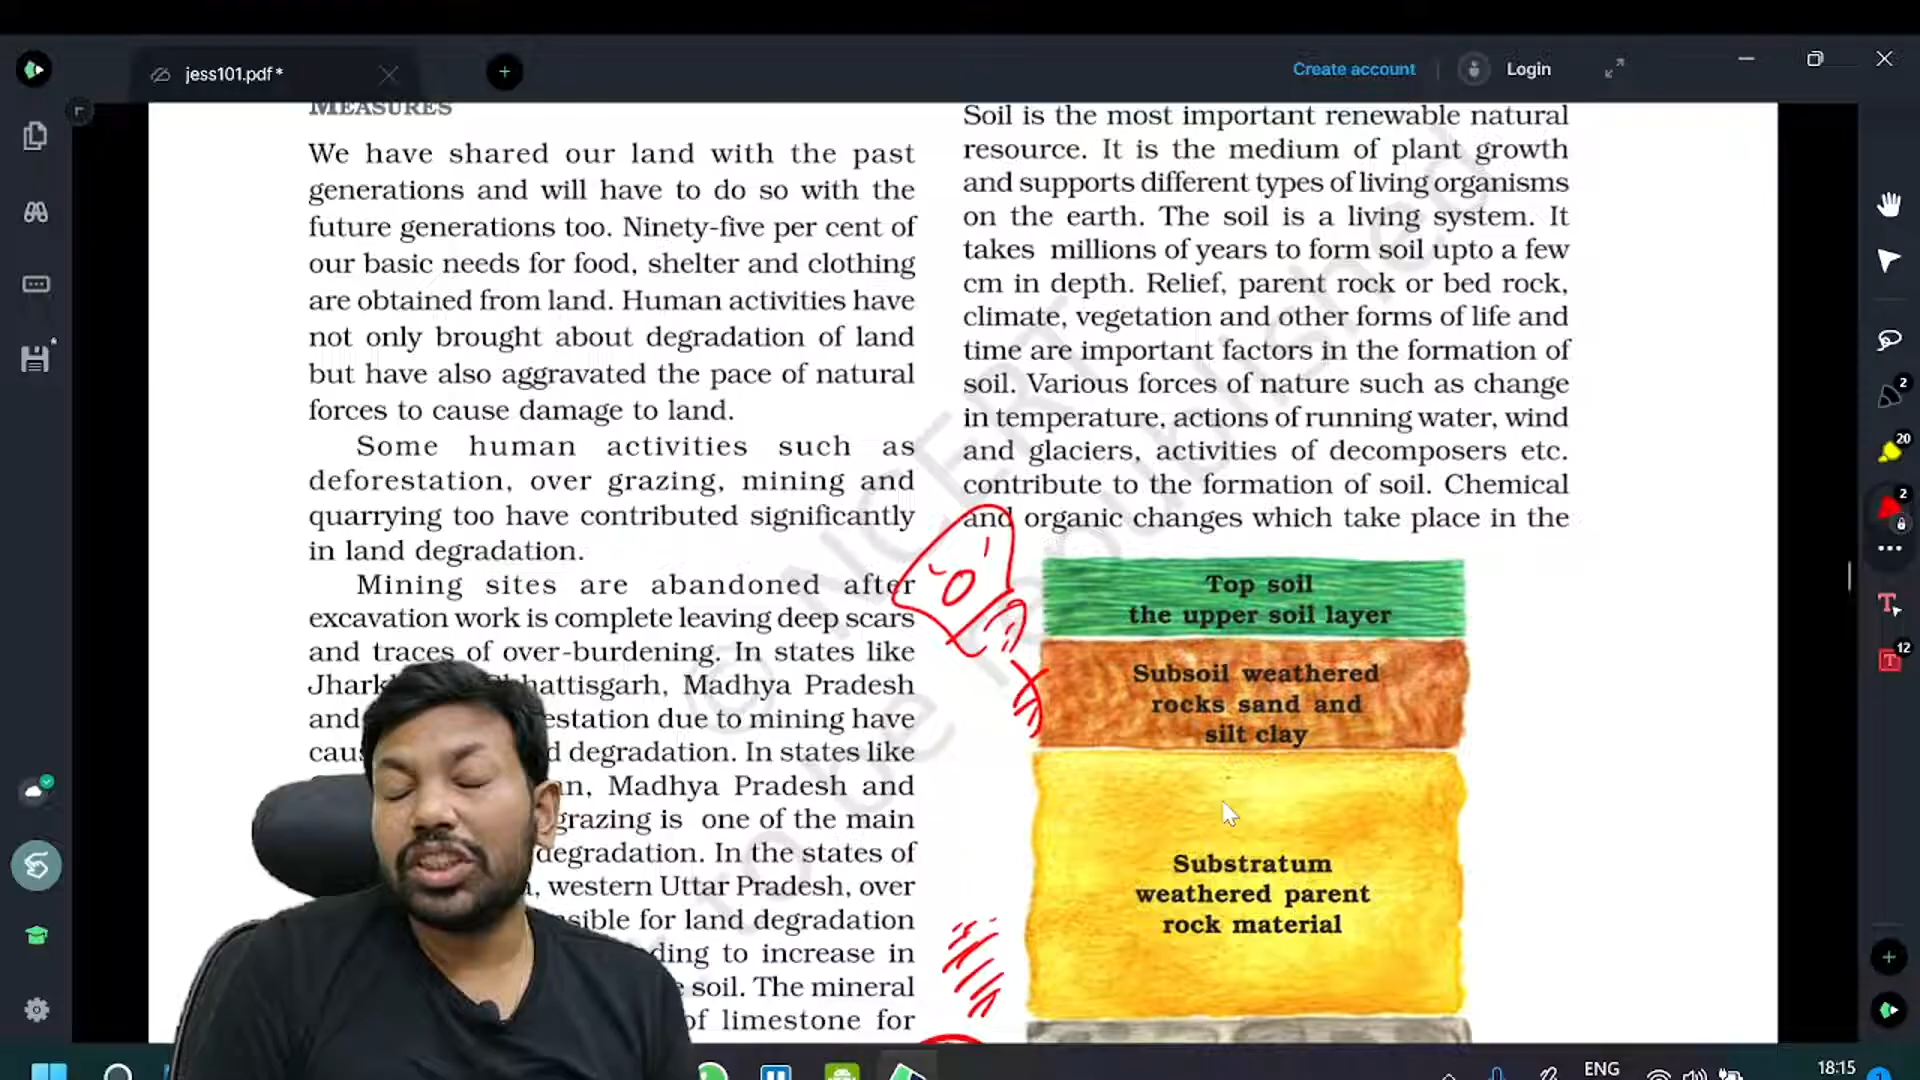 jess101.pdf*
Create account
Login
MEASURES
We have shared our land with the past
generations and will have to do so with the
future generations too. Ninety-five per cent of
our basic needs for food, shelter and clothing
are obtained from land. Human activities have
not only brought about degradation of land
but have also aggravated the pace of natural
forces to cause damage to land.
Some human activities such as
deforestation, over grazing, mining and
quarrying too have contributed significantly
in land degradation.
Mining sites are abandoned after
excavation work is complete leaving deep scars
and traces of over-burdening. In states like
hattisgarh, Madhya Pradesh
and estation due to mining have
d degradation. In states like
Madhya Pradesh and
grazing is one of the main
degradation. In the states of
western Uttar Pradesh, over
sible for land degradation
ding to increase in
soil. The mineral
of limestone for
Soil is the most important renewable natural
resource. It is the medium of plant growth
and supports different types of living organisms
on the earth. The soil is a living system. It
takes millions of years to form soil upto a few
cm in depth. Relief, parent rock or bed rock,
climate, vegetation and other forms of life and
time are important factors in the formation of
soil. Various forces of nature such as change
in temperature, actions of running water, wind
and glaciers, activities of decomposers etc.
contribute to the formation of soil. Chemical
and organic changes which take place in the
Top soil
the upper soil layer
Subsoil weathered
rocks sand and
silt clay
Substratum
weathered parent
rock material
© NCERT
to be republished
2
20
2
12
ENG
18:15